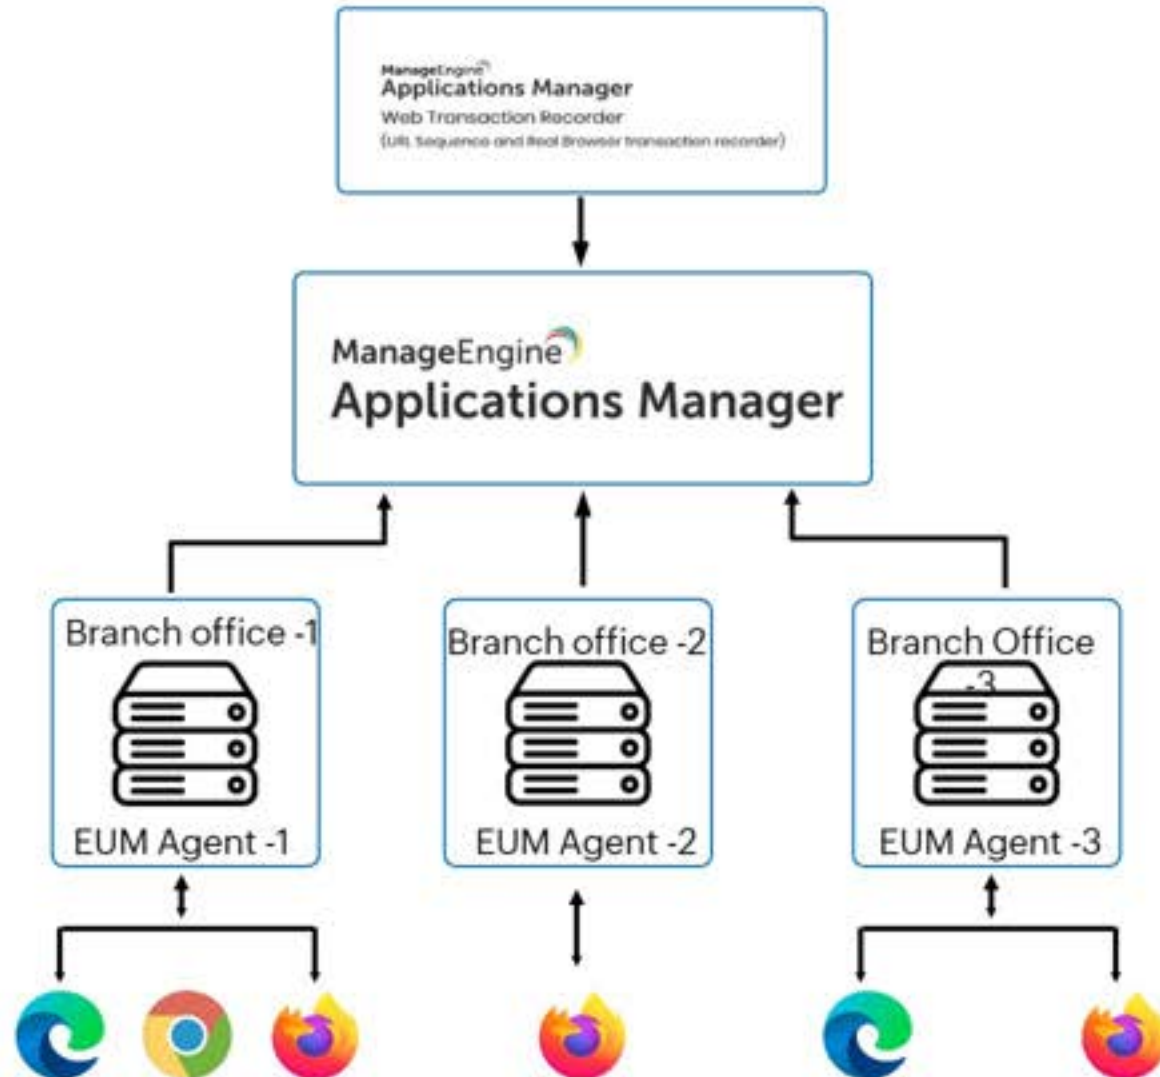 ManageEngine
Applications Manager
Web Transaction Recorder
(URL Sequence and Real Browser transaction recorder)
ManageEngine
Applications Manager
Branch office -1
EUM Agent -1
Branch office -2
EUM Agent -2
Branch Office
-3
EUM Agent -3